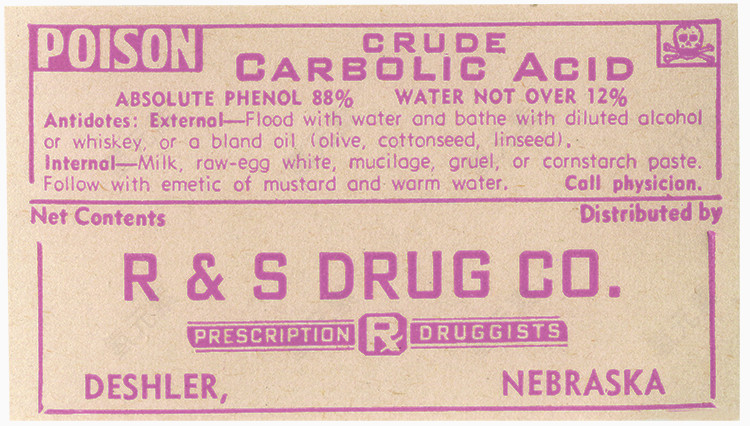 POISON
CRUDE
CARBOLIC ACID
ABSOLUTE PHENOL 88% WATER NOT OVER 12%
Antidotes: External—Flood with water and bathe with diluted alcohol
or whiskey, or a bland oil (olive, cottonseed, linseed).
Internal—Milk, raw-egg white, mucilage, gruel, or cornstarch paste.
Follow with emetic of mustard and warm water. Call physician.
Net Contents Distributed by
R & S DRUG CO.
PRESCRIPTION Rx DRUGGISTS
DESHLER, NEBRASKA